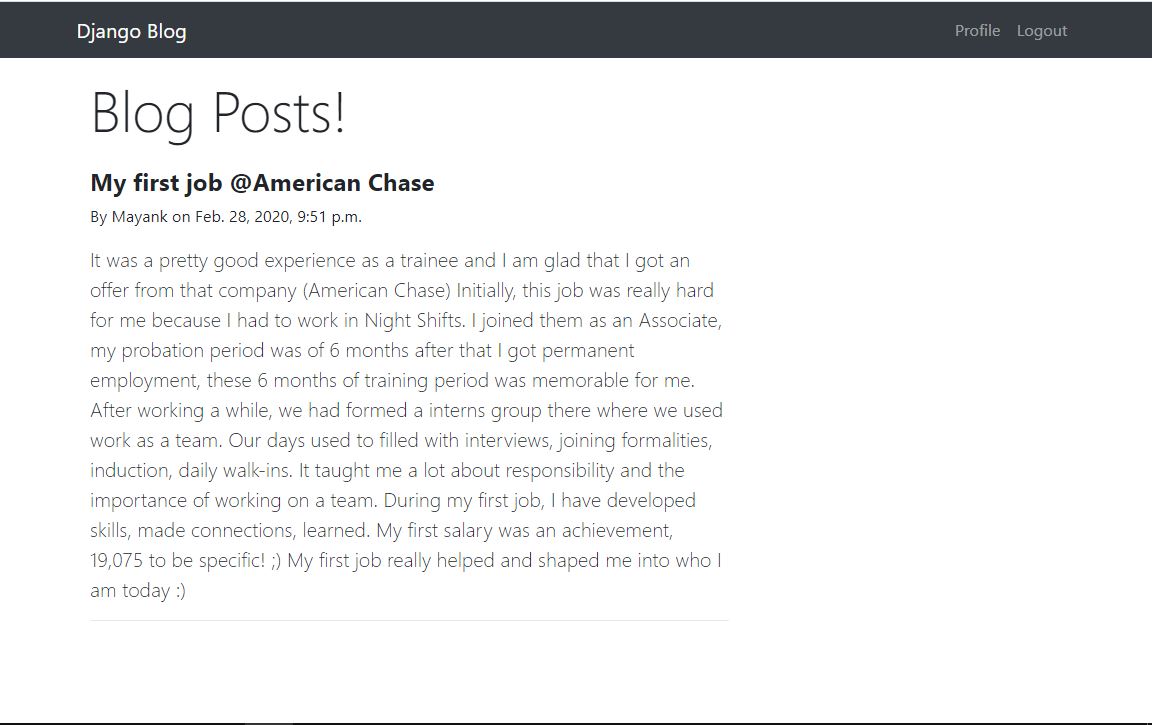 Django Blog
Profile Logout
Blog Posts!
My first job @American Chase
By Mayank on Feb. 28, 2020, 9:51 p.m.
It was a pretty good experience as a trainee and I am glad that I got an
offer from that company (American Chase) Initially, this job was really hard
for me because I had to work in Night Shifts. I joined them as an Associate,
my probation period was of 6 months after that I got permanent
employment, these 6 months of training period was memorable for me.
After working a while, we had formed a interns group there where we used
work as a team. Our days used to filled with interviews, joining formalities,
induction, daily walk-ins. It taught me a lot about responsibility and the
importance of working on a team. During my first job, I have developed
skills, made connections, learned. My first salary was an achievement,
19,075 to be specific! ;) My first job really helped and shaped me into who I
am today :)